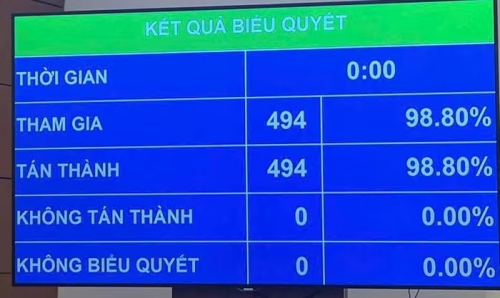 KẾT QUẢ BIỂU QUYẾT
THỜI GIAN 0:00
THAM GIA 494 98.80%
TÁN THÀNH 494 98.80%
KHÔNG TÁN THÀNH 0 0.00%
KHÔNG BIỂU QUYẾT 0 0.00%